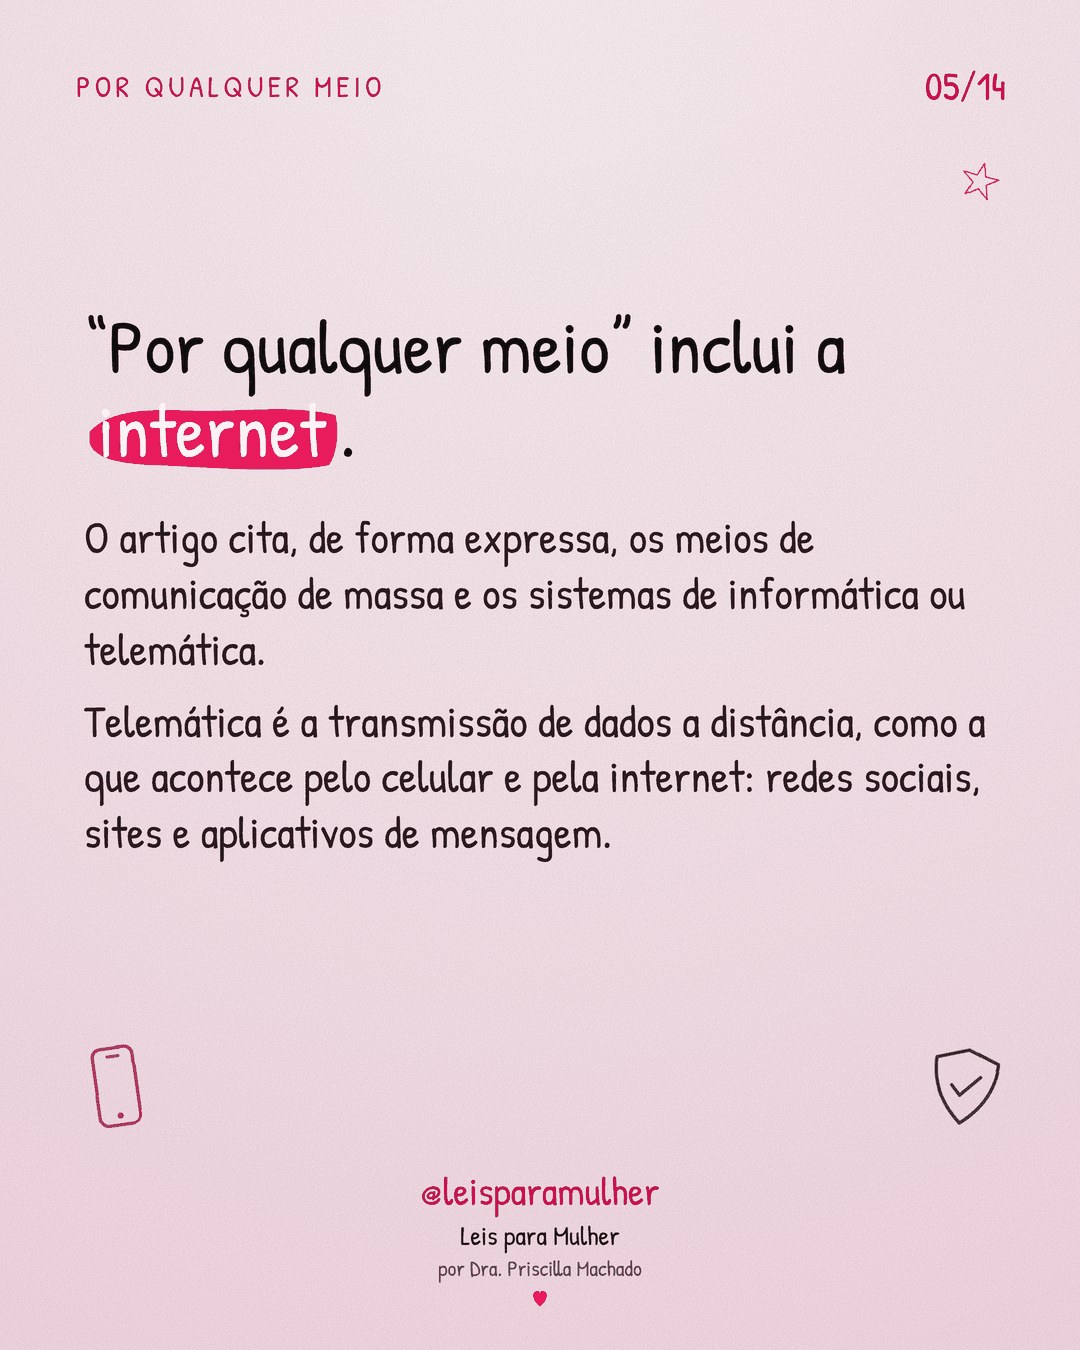 POR QUALQUER MEIO
05/14
“Por qualquer meio” inclui a
internet.
O artigo cita, de forma expressa, os meios de
comunicação de massa e os sistemas de informática ou
telemática.
Telemática é a transmissão de dados a distância, como a
que acontece pelo celular e pela internet: redes sociais,
sites e aplicativos de mensagem.
@leisparamulher
Leis para Mulher
por Dra. Priscilla Machado